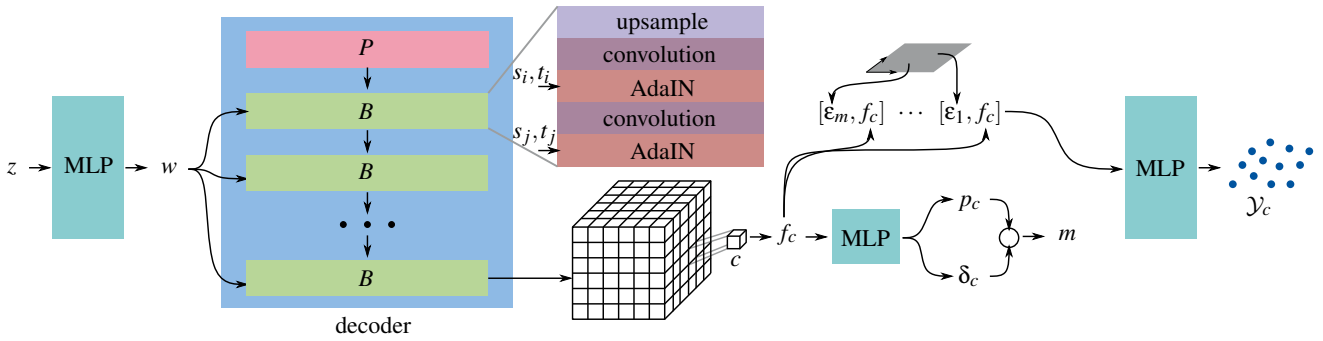 z
MLP
w
P
B
B
B
decoder
upsample
convolution
AdaIN
convolution
AdaIN
s_i, t_i
s_j, t_j
c
f_c
MLP
p_c
δ_c
m
[ε_m, f_c] ⋯ [ε_1, f_c]
MLP
𝒴_c